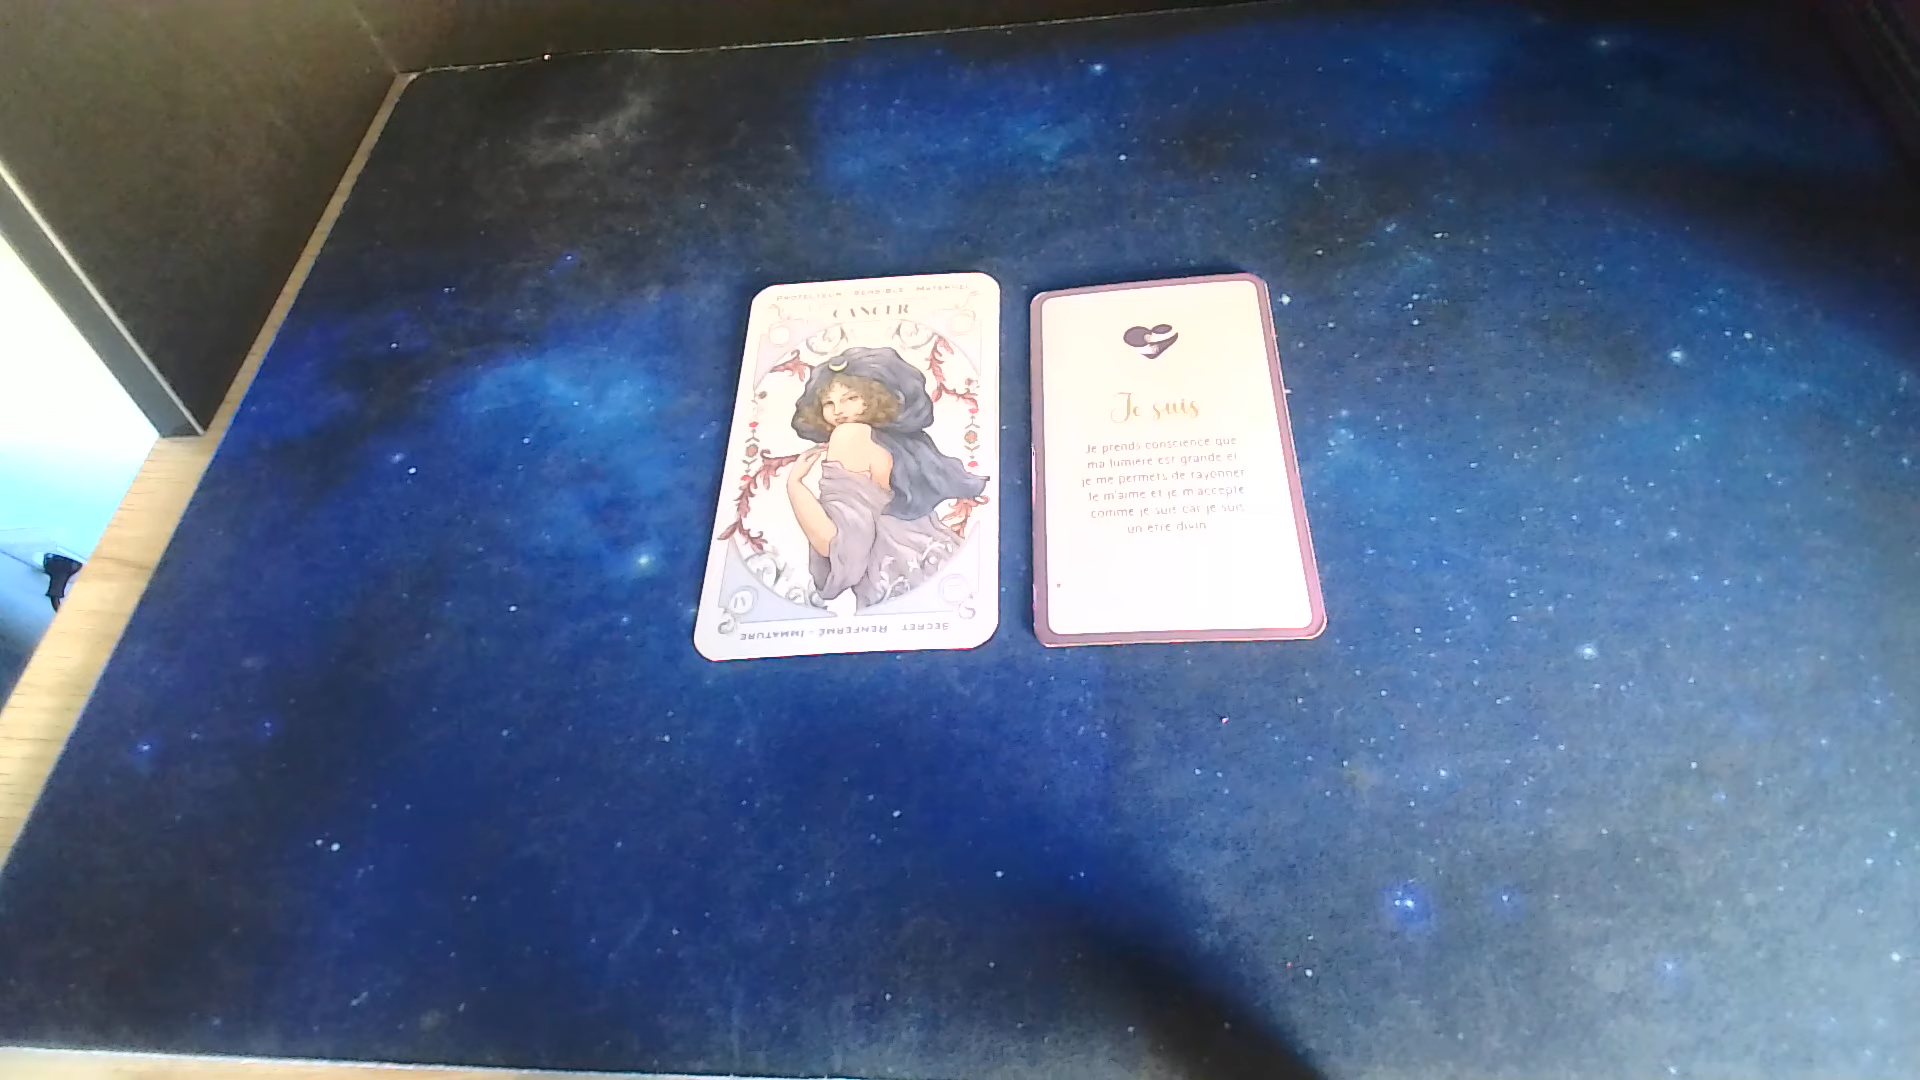 Protecteur - Sensible - Maternel
CANCER
Secret - Renfermé - Immature
Je suis
Je prends conscience que
ma lumière est grande et
je me permets de rayonner
Je m'aime et je m'accepte
comme je suis car je suis
un être divin